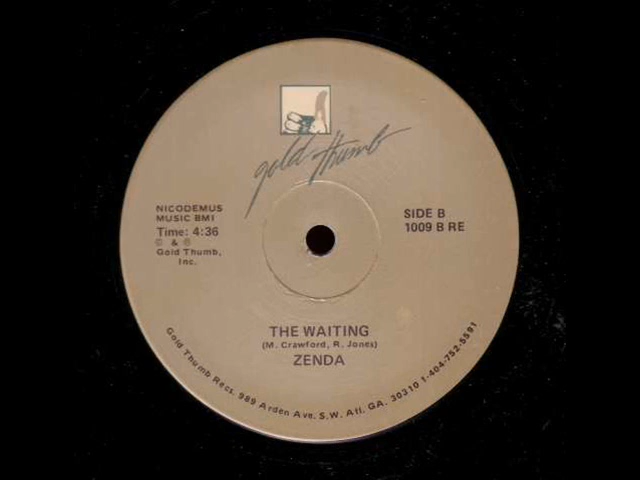 gold thumb
NICODEMUS
MUSIC BMI
Time: 4:36
© & ℗
Gold Thumb,
Inc.
SIDE B
1009 B RE
THE WAITING
(M. Crawford, R. Jones)
ZENDA
Gold Thumb Recs. 989 Arden Ave. S.W. Atl. GA. 30310 1-404-752-5591